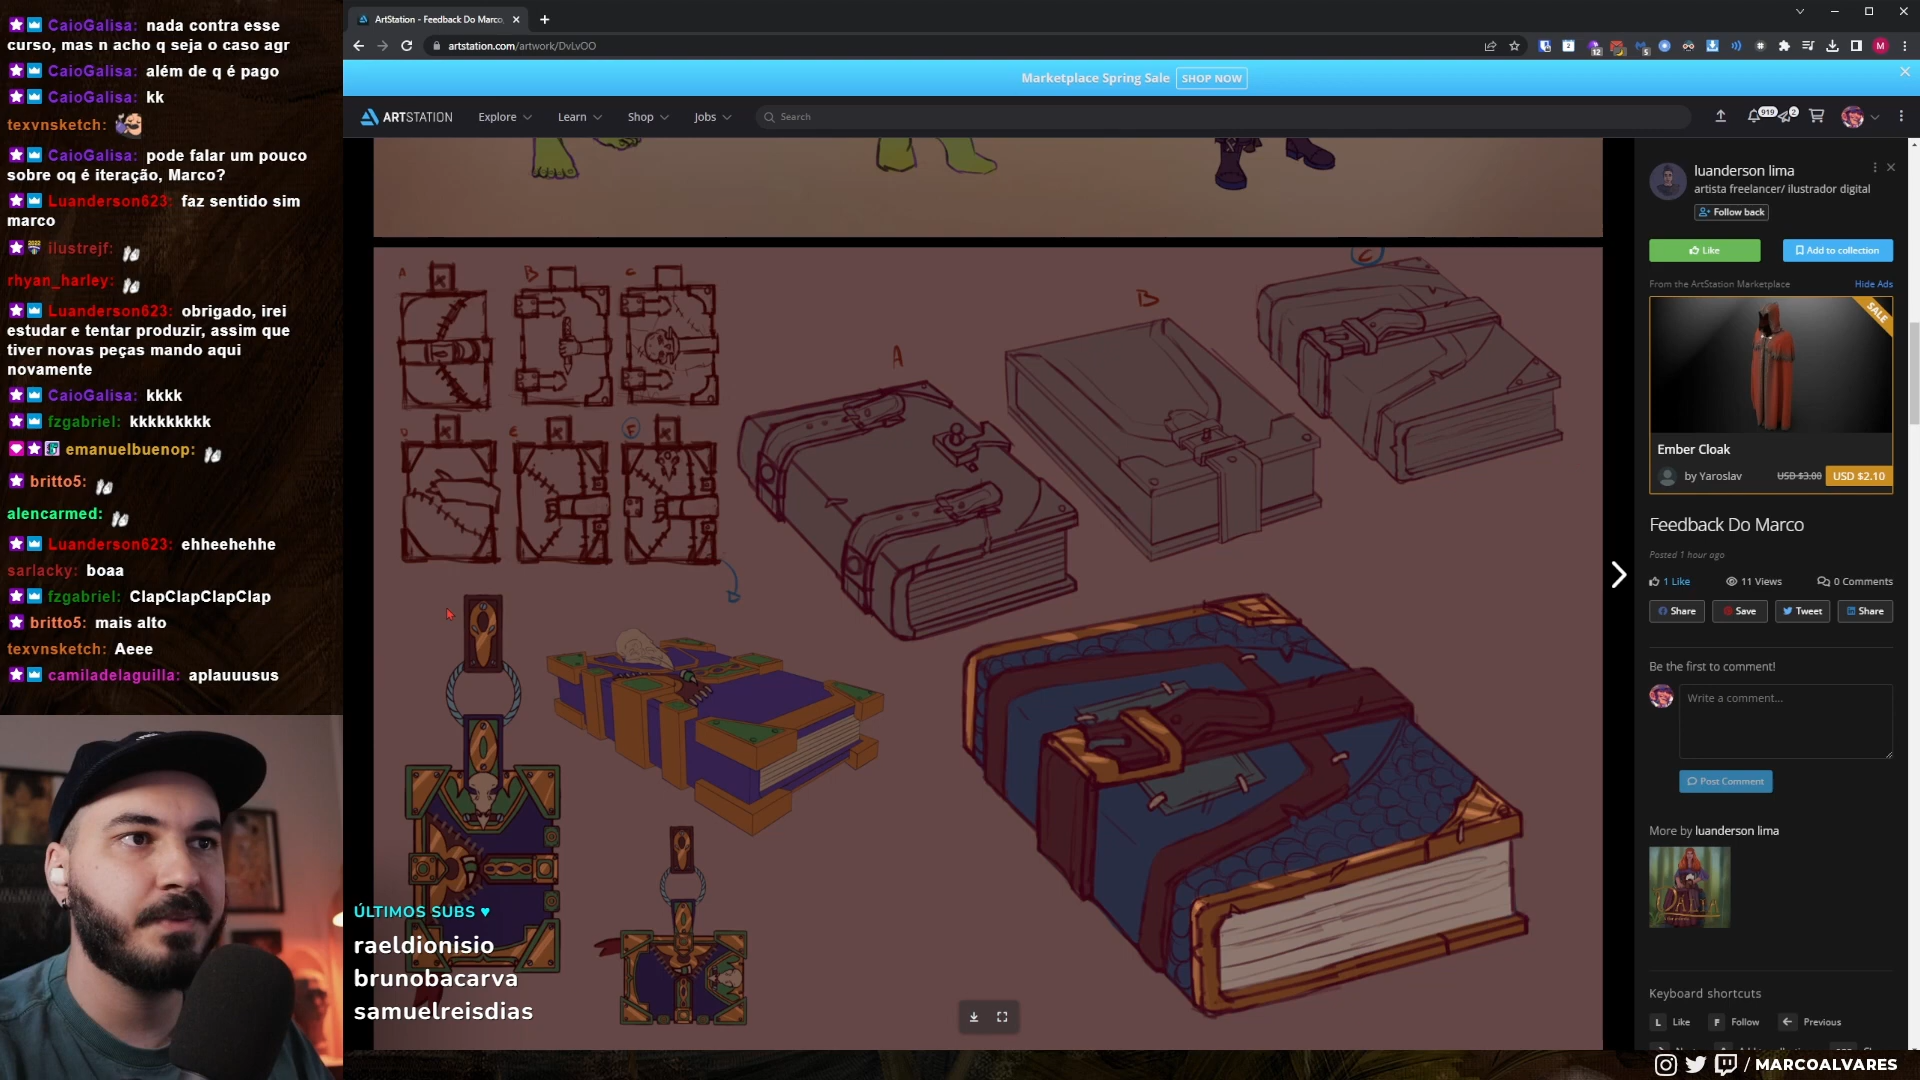 CaioGalisa: nada contra esse
curso, mas n acho q seja o caso agr
CaioGalisa: além de q é pago
CaioGalisa: kk
texvnsketch:
CaioGalisa: pode falar um pouco
sobre oq é iteração, Marco?
Luanderson623: faz sentido sim
marco
ilustrejf:
rhyan_harley:
Luanderson623: obrigado, irei
estudar e tentar produzir, assim que
tiver novas peças mando aqui
novamente
CaioGalisa: kkkk
fzgabriel: kkkkkkkkk
emanuelbuenop:
britto5:
alencarmed:
Luanderson623: ehheehehhe
sarlacky: boaa
fzgabriel: ClapClapClapClap
britto5: mais alto
texvnsketch: Aeee
camiladelaguilla: aplauuusus
ArtStation - Feedback Do Marco,
artstation.com/artwork/DvLvOO
Marketplace Spring Sale SHOP NOW
ARTSTATION Explore Learn Shop Jobs Search
919 2
A B C
D E F
A
B
C
ÚLTIMOS SUBS ♥
raeldionisio
brunobacarva
samuelreisdias
luanderson lima
artista freelancer/ ilustrador digital
Follow back
Like Add to collection
From the ArtStation Marketplace Hide Ads
SALE
Ember Cloak
by Yaroslav USD $3.00 USD $2.10
Feedback Do Marco
Posted 1 hour ago
1 Like 11 Views 0 Comments
Share Save Tweet Share
Be the first to comment!
Write a comment...
Post Comment
More by luanderson lima
Keyboard shortcuts
L Like F Follow Previous
/ MARCOALVARES